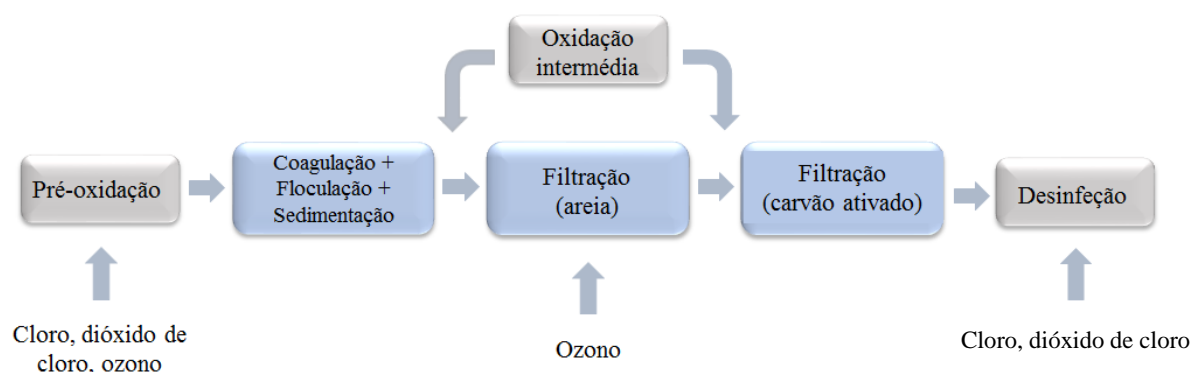 Oxidação
intermédia
Pré-oxidação
Coagulação +
Floculação +
Sedimentação
Filtração
(areia)
Filtração
(carvão ativado)
Desinfeção
Cloro, dióxido de
cloro, ozono
Ozono
Cloro, dióxido de cloro